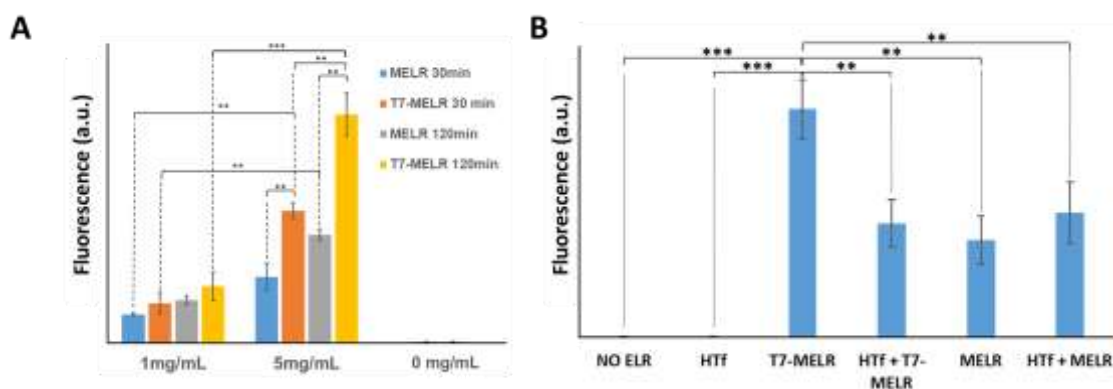 A
Fluorescence (a.u.)
***
**
**
**
**
**
MELR 30min
T7-MELR 30 min
MELR 120min
T7-MELR 120min
1mg/mL
5mg/mL
0 mg/mL
B
Fluorescence (a.u.)
**
***
**
***
**
NO ELR
HTf
T7-MELR
HTf + T7-
MELR
MELR
HTf + MELR